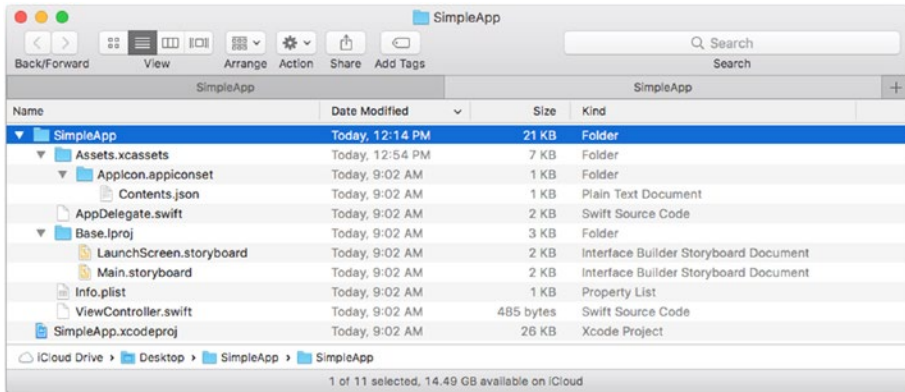 SimpleApp
Search
Back/Forward View Arrange Action Share Add Tags Search
SimpleApp SimpleApp
Name Date Modified Size Kind
SimpleApp Today, 12:14 PM 21 KB Folder
Assets.xcassets Today, 12:54 PM 7 KB Folder
AppIcon.appiconset Today, 9:02 AM 1 KB Folder
Contents.json Today, 9:02 AM 1 KB Plain Text Document
AppDelegate.swift Today, 9:02 AM 2 KB Swift Source Code
Base.lproj Today, 9:02 AM 3 KB Folder
LaunchScreen.storyboard Today, 9:02 AM 2 KB Interface Builder Storyboard Document
Main.storyboard Today, 9:02 AM 2 KB Interface Builder Storyboard Document
Info.plist Today, 9:02 AM 1 KB Property List
ViewController.swift Today, 9:02 AM 485 bytes Swift Source Code
SimpleApp.xcodeproj Today, 9:02 AM 26 KB Xcode Project
iCloud Drive › Desktop › SimpleApp › SimpleApp
1 of 11 selected, 14.49 GB available on iCloud